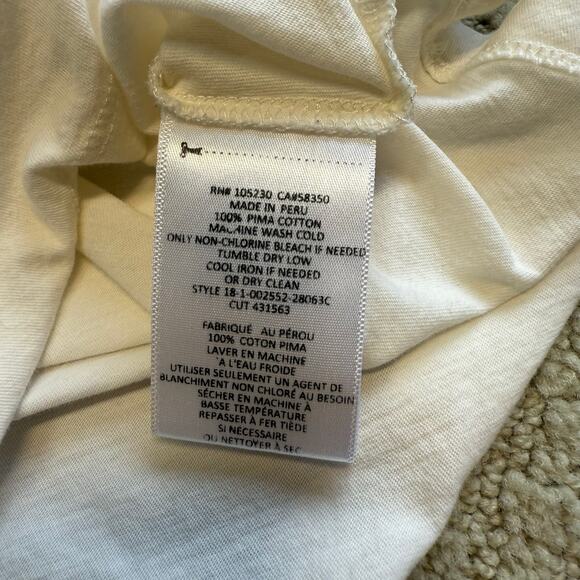 RN# 105230 CA#58350
MADE IN PERU
100% PIMA COTTON
MACHINE WASH COLD
ONLY NON-CHLORINE BLEACH IF NEEDED
TUMBLE DRY LOW
COOL IRON IF NEEDED
OR DRY CLEAN
STYLE 18-1-002552-28063C
CUT 431563
FABRIQUÉ AU PÉROU
100% COTON PIMA
LAVER EN MACHINE
'A L'EAU FROIDE
UTILISER SEULEMENT UN AGENT DE
BLANCHIMENT NON CHLORÉ AU BESOIN
SÉCHER EN MACHINE À
BASSE TEMPÉRATURE
REPASSER À FER TIÈDE
SI NÉCESSAIRE
OU NETTOYER À SEC